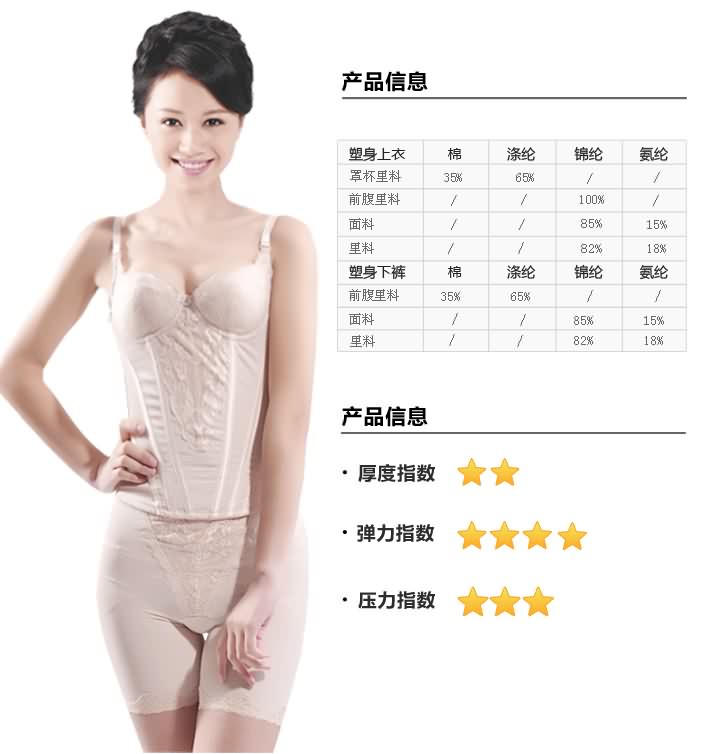 产品信息
塑身上衣 棉 涤纶 锦纶 氨纶
罩杯里料 35% 65% / /
前腹里料 / / 100% /
面料 / / 85% 15%
里料 / / 82% 18%
塑身下裤 棉 涤纶 锦纶 氨纶
前腹里料 35% 65% / /
面料 / / 85% 15%
里料 / / 82% 18%
产品信息
· 厚度指数
· 弹力指数
· 压力指数